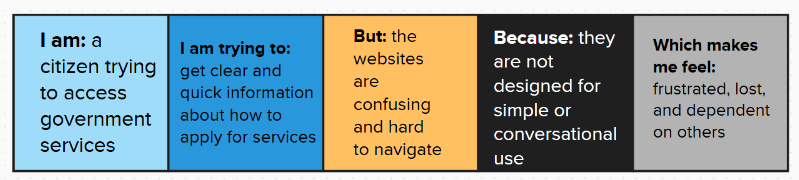 I am: a
citizen trying
to access
government
services
I am trying to:
get clear and
quick information
about how to
apply for services
But: the
websites
are
confusing
and hard
to navigate
Because: they
are not
designed for
simple or
conversational
use
Which makes
me feel:
frustrated, lost,
and dependent
on others